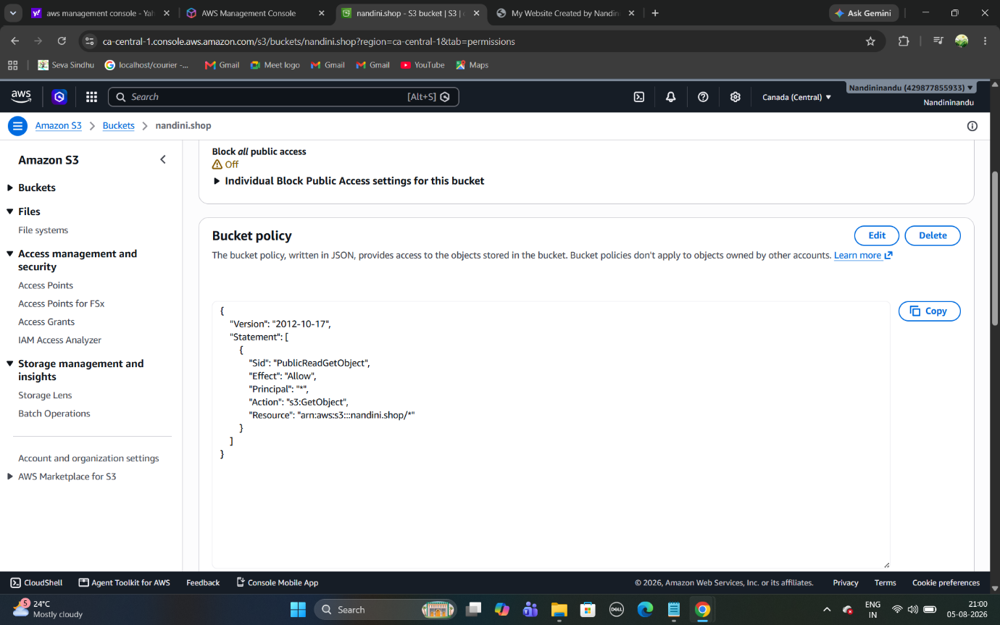 aws management console - Yah
AWS Management Console
nandini.shop - S3 bucket | S3 | c
My Website Created by Nandin
Ask Gemini
ca-central-1.console.aws.amazon.com/s3/buckets/nandini.shop?region=ca-central-1&tab=permissions
Seva Sindhu
localhost/courier -...
Gmail
Meet logo
Gmail
Gmail
YouTube
Maps
aws
Search
[Alt+S]
Canada (Central)
Nandininandu (429877855933)
Nandininandu
Amazon S3
Buckets
nandini.shop
Amazon S3
Buckets
Files
File systems
Access management and
security
Access Points
Access Points for FSx
Access Grants
IAM Access Analyzer
Storage management and
insights
Storage Lens
Batch Operations
Account and organization settings
AWS Marketplace for S3
Block all public access
Off
Individual Block Public Access settings for this bucket
Bucket policy
Edit
Delete
The bucket policy, written in JSON, provides access to the objects stored in the bucket. Bucket policies don't apply to objects owned by other accounts. Learn more
Copy
{
"Version": "2012-10-17",
"Statement": [
{
"Sid": "PublicReadGetObject",
"Effect": "Allow",
"Principal": "*",
"Action": "s3:GetObject",
"Resource": "arn:aws:s3:::nandini.shop/*"
}
]
}
CloudShell
Agent Toolkit for AWS
Feedback
Console Mobile App
© 2026, Amazon Web Services, Inc. or its affiliates.
Privacy
Terms
Cookie preferences
5
24°C
Mostly cloudy
Search
DELL
ENG
IN
21:00
05-08-2026